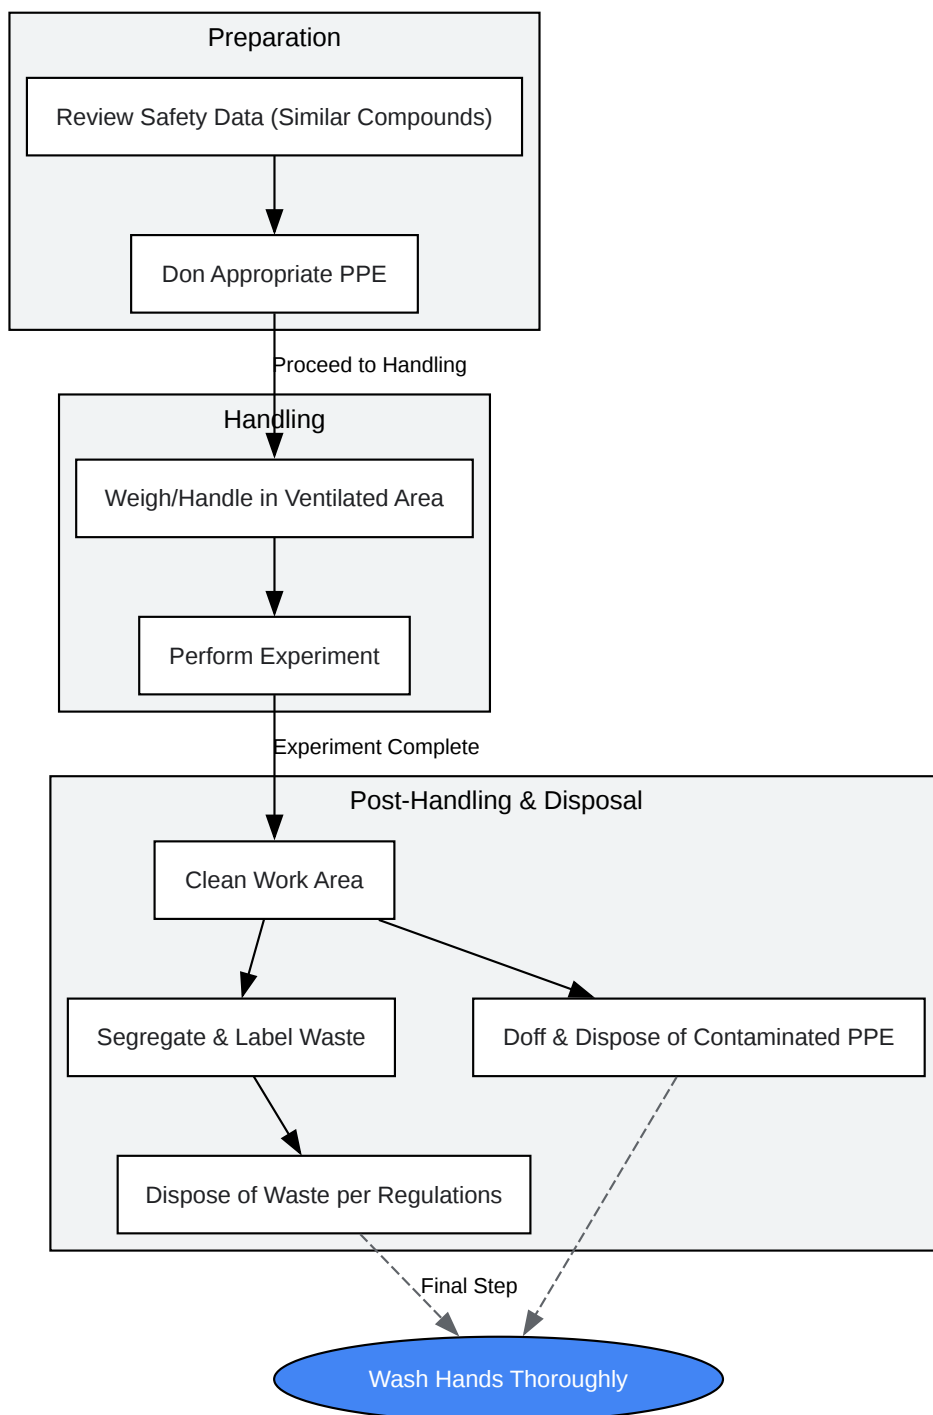 Preparation
Review Safety Data (Similar Compounds)
Don Appropriate PPE
Proceed to Handling
Handling
Weigh/Handle in Ventilated Area
Perform Experiment
Experiment Complete
Post-Handling & Disposal
Clean Work Area
Segregate & Label Waste
Doff & Dispose of Contaminated PPE
Dispose of Waste per Regulations
Final Step
Wash Hands Thoroughly